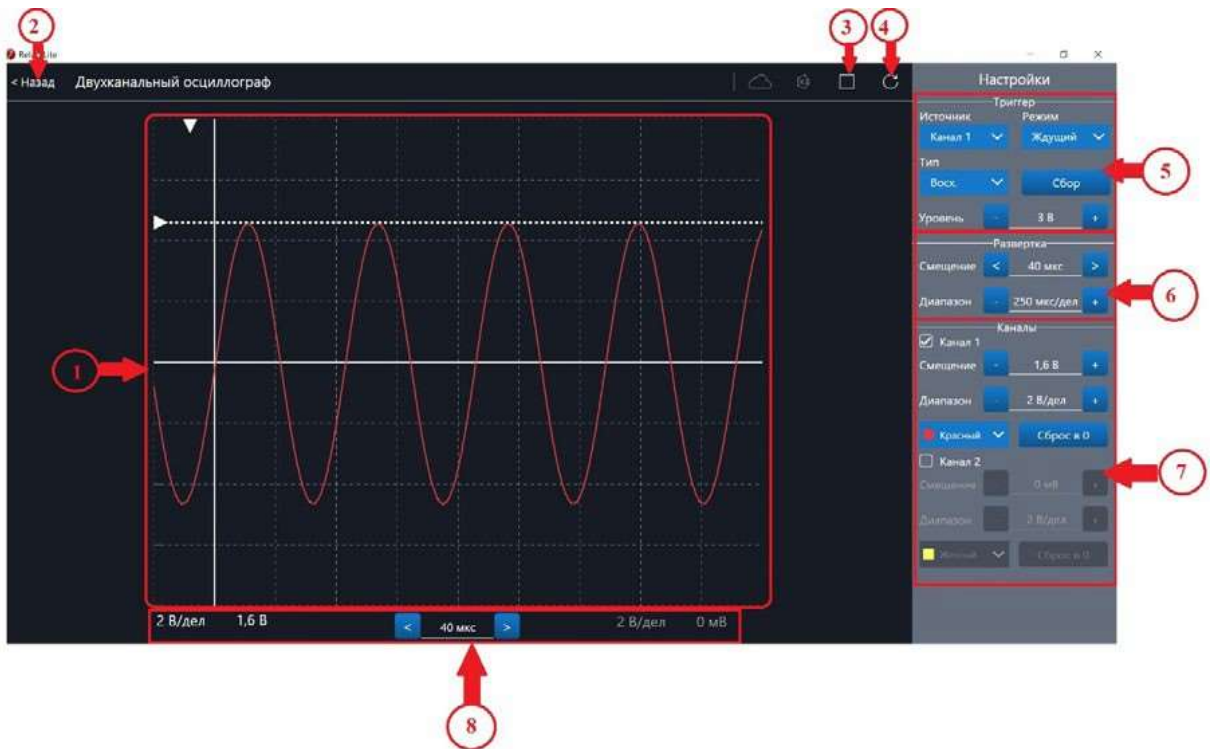 2
3
4
Relab Lite
< Назад
Двухканальный осциллограф
Настройки
Триггер
Источник
Режим
Канал 1
Ждущий
Тип
Восх.
Сбор
5
Уровень
-
3 В
+
Развертка
Смещение
<
40 мкс
>
Диапазон
-
250 мкс/дел
+
6
Каналы
Канал 1
1
Смещение
-
1,6 В
+
Диапазон
-
2 В/дел
+
Красный
Сброс в 0
Канал 2
7
Смещение
-
0 мВ
+
Диапазон
-
2 В/дел
+
Желтый
Сброс в 0
2 В/дел
1,6 В
<
40 мкс
>
2 В/дел
0 мВ
8